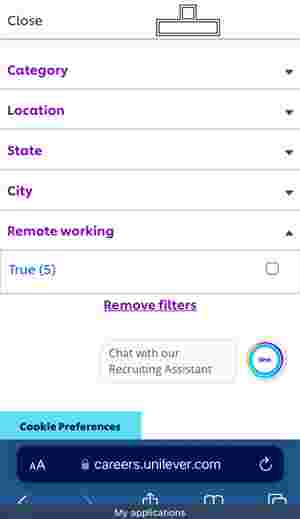 Close
Category
Location
State
City
Remote working
True (5)
Remove filters
Chat with our
Recruiting Assistant
Cookie Preferences
AA careers.unilever.com
My applications